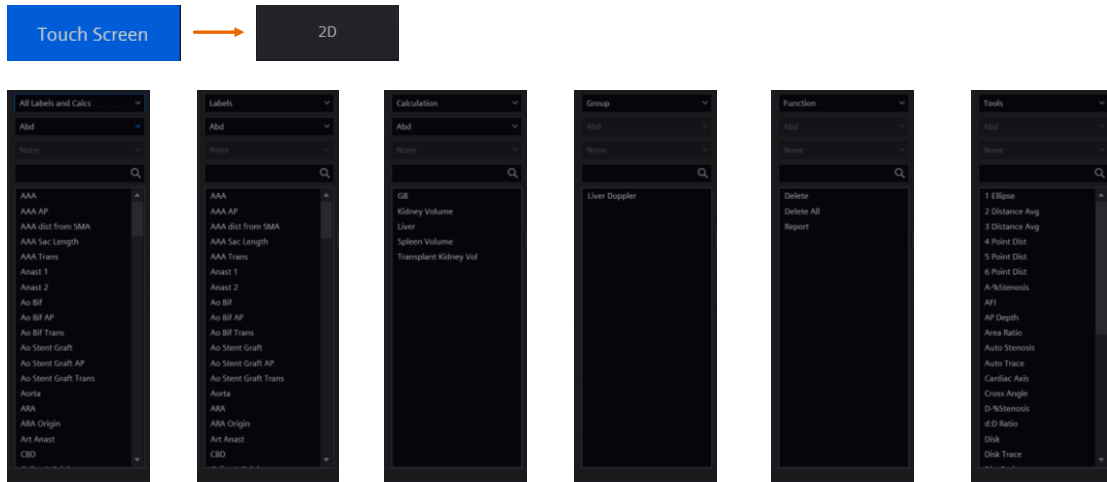 Touch Screen
2D
All Labels and Calcs
Abd
None
AAA
AAA AP
AAA dist from SMA
AAA Sac Length
AAA Trans
Anast 1
Anast 2
Ao Bif
Ao Bif AP
Ao Bif Trans
Ao Stent Graft
Ao Stent Graft AP
Ao Stent Graft Trans
Aorta
ARA
ARA Origin
Art Anast
CBD
Labels
Abd
None
AAA
AAA AP
AAA dist from SMA
AAA Sac Length
AAA Trans
Anast 1
Anast 2
Ao Bif
Ao Bif AP
Ao Bif Trans
Ao Stent Graft
Ao Stent Graft AP
Ao Stent Graft Trans
Aorta
ARA
ARA Origin
Art Anast
CBD
Calculation
Abd
None
GB
Kidney Volume
Liver
Spleen Volume
Transplant Kidney Vol
Group
Abd
None
Liver Doppler
Function
Abd
None
Delete
Delete All
Report
Tools
Abd
None
1 Ellipse
2 Distance Avg
3 Distance Avg
4 Point Dist
5 Point Dist
6 Point Dist
A-%Stenosis
AFI
AP Depth
Area Ratio
Auto Stenosis
Auto Trace
Cardiac Axis
Cross Angle
D-%Stenosis
d:D Ratio
Disk
Disk Trace